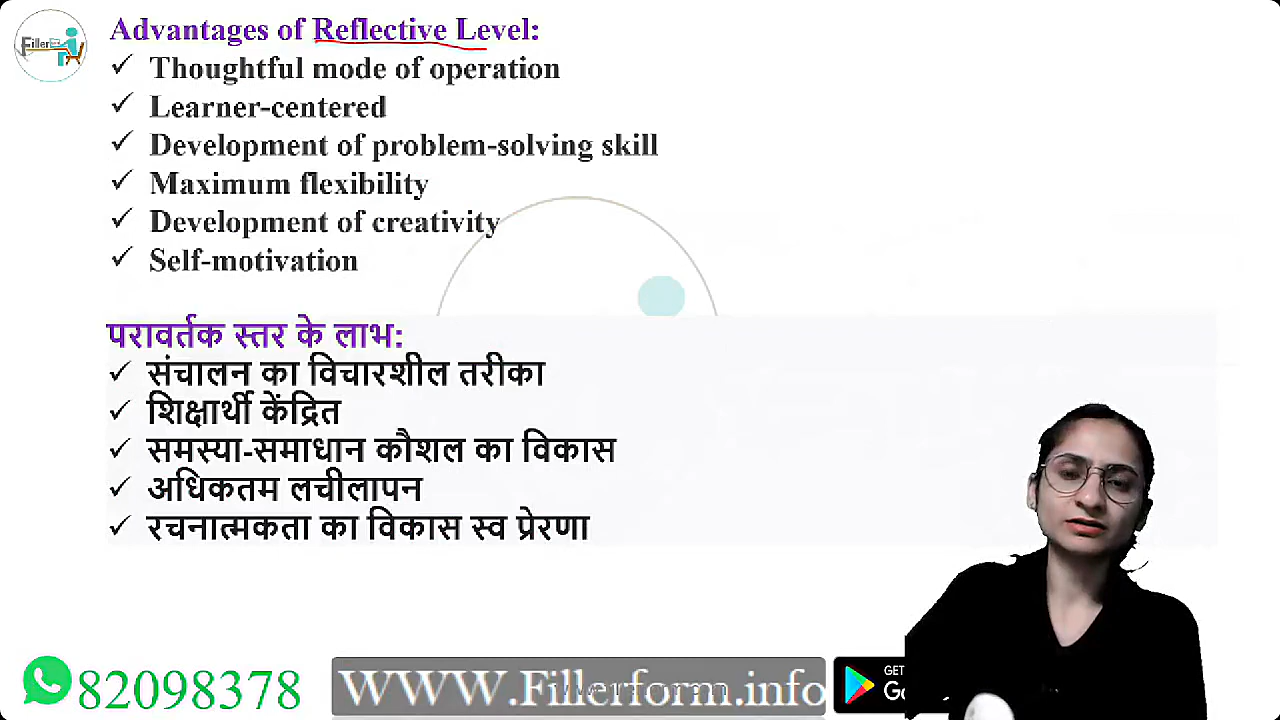 Filler
Advantages of Reflective Level:
✓ Thoughtful mode of operation
✓ Learner-centered
✓ Development of problem-solving skill
✓ Maximum flexibility
✓ Development of creativity
✓ Self-motivation
परावर्तक स्तर के लाभ:
✓ संचालन का विचारशील तरीका
✓ शिक्षार्थी केंद्रित
✓ समस्या-समाधान कौशल का विकास
✓ अधिकतम लचीलापन
✓ रचनात्मकता का विकास स्व प्रेरणा
82098378
WWW.Fillerform.info
GET